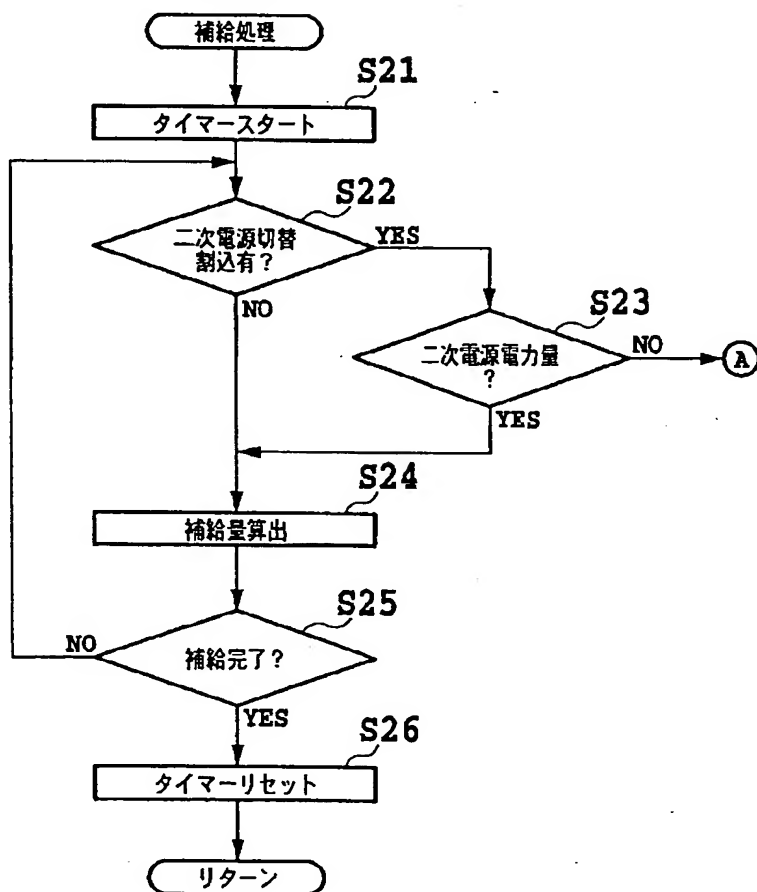 補給処理
S21
タイマースタート
S22
二次電源切替
割込有？
YES
NO
S23
二次電源電力量
？
NO
A
YES
S24
補給量算出
S25
補給完了？
NO
YES
S26
タイマーリセット
リターン